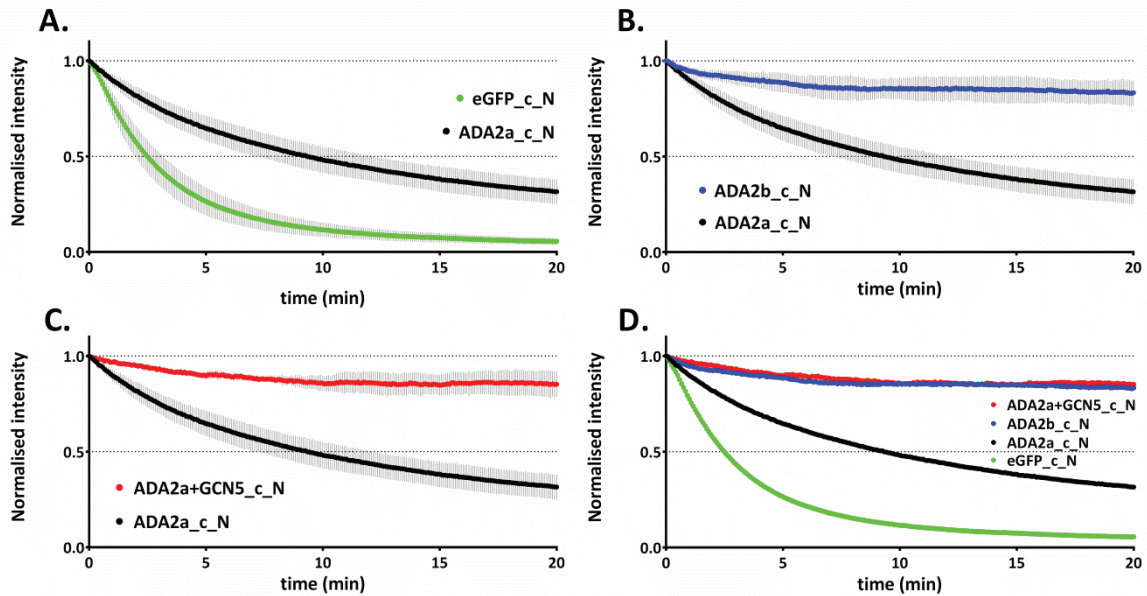 A.
Normalised intensity
1.0
0.5
0.0
eGFP_c_N
ADA2a_c_N
0 5 10 15 20
time (min)
B.
Normalised intensity
1.0
0.5
0.0
ADA2b_c_N
ADA2a_c_N
0 5 10 15 20
time (min)
C.
Normalised intensity
1.0
0.5
0.0
ADA2a+GCN5_c_N
ADA2a_c_N
0 5 10 15 20
time (min)
D.
Normalised intensity
1.0
0.5
0.0
ADA2a+GCN5_c_N
ADA2b_c_N
ADA2a_c_N
eGFP_c_N
0 5 10 15 20
time (min)